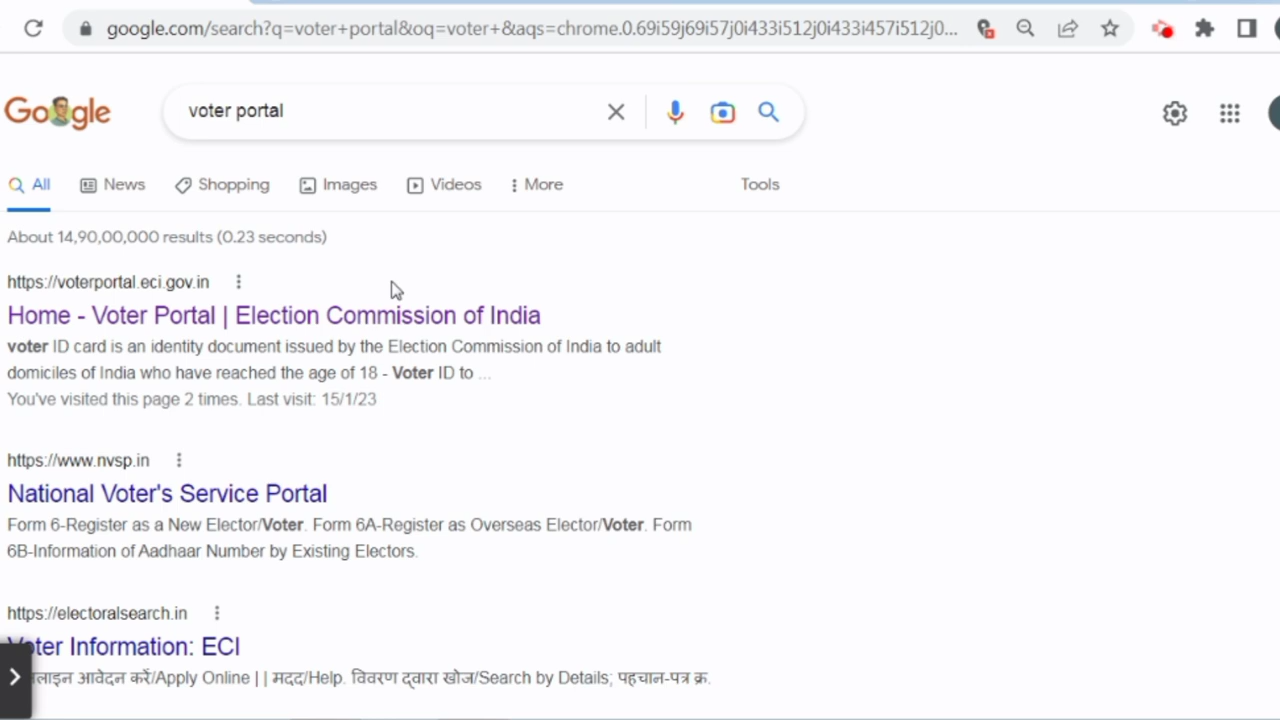 google.com/search?q=voter+portal&oq=voter+&aqs=chrome.0.69i59j69i57j0i433i512j0i433i457i512j0...
Google
voter portal
All News Shopping Images Videos More Tools
About 14,90,00,000 results (0.23 seconds)
https://voterportal.eci.gov.in
Home - Voter Portal | Election Commission of India
voter ID card is an identity document issued by the Election Commission of India to adult
domiciles of India who have reached the age of 18 - Voter ID to ...
You've visited this page 2 times. Last visit: 15/1/23
https://www.nvsp.in
National Voter's Service Portal
Form 6-Register as a New Elector/Voter. Form 6A-Register as Overseas Elector/Voter. Form
6B-Information of Aadhaar Number by Existing Electors.
https://electoralsearch.in
Voter Information: ECI
आवेदन करें/Apply Online | | मदद/Help. विवरण द्वारा खोज/Search by Details; पहचान-पत्र क्र.